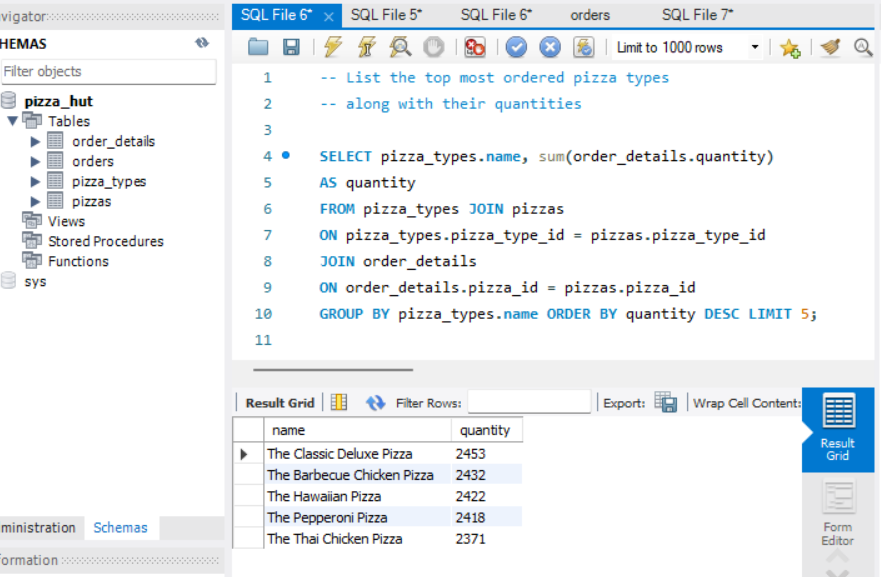 SQL File 6* × SQL File 5* SQL File 6* orders SQL File 7*
vigator
HEMAS
Filter objects
pizza_hut
Tables
order_details
orders
pizza_types
pizzas
Views
Stored Procedures
Functions
sys
ministration Schemas
ormation
Limit to 1000 rows
1 -- List the top most ordered pizza types
2 -- along with their quantities
3
4 SELECT pizza_types.name, sum(order_details.quantity)
5 AS quantity
6 FROM pizza_types JOIN pizzas
7 ON pizza_types.pizza_type_id = pizzas.pizza_type_id
8 JOIN order_details
9 ON order_details.pizza_id = pizzas.pizza_id
10 GROUP BY pizza_types.name ORDER BY quantity DESC LIMIT 5;
11
Result Grid Filter Rows: Export: Wrap Cell Content:
name quantity
The Classic Deluxe Pizza 2453
The Barbecue Chicken Pizza 2432
The Hawaiian Pizza 2422
The Pepperoni Pizza 2418
The Thai Chicken Pizza 2371
Result
Grid
Form
Editor